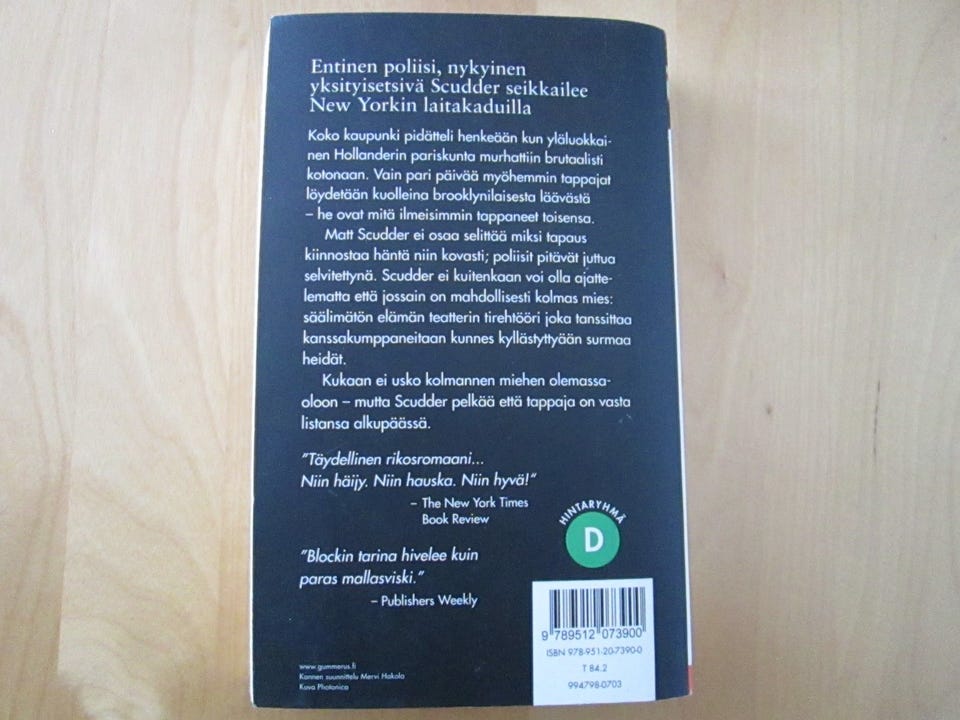 Entinen poliisi, nykyinen
yksityisetsivä Scudder seikkailee
New Yorkin laitakaduilla
Koko kaupunki pidätteli henkeään kun yläluokkai-
nen Hollanderin pariskunta murhattiin brutaalisti
kotonaan. Vain pari päivää myöhemmin tappajat
löydetään kuolleina brooklynilaisesta läävästä
– he ovat mitä ilmeisimmin tappaneet toisensa.
Matt Scudder ei osaa selittää miksi tapaus
kiinnostaa häntä niin kovasti; poliisit pitävät juttua
selvitettynä. Scudder ei kuitenkaan voi olla ajatte-
lematta että jossain on mahdollisesti kolmas mies:
säälimätön elämän teatterin tirehtööri joka tanssittaa
kanssakumppaneitaan kunnes kyllästyttyään surmaa
heidät.
Kukaan ei usko kolmannen miehen olemassa-
oloon – mutta Scudder pelkää että tappaja on vasta
listansa alkupäässä.
"Täydellinen rikosromaani...
Niin häijy. Niin hauska. Niin hyvä!"
– The New York Times
Book Review
HINTARYHMÄ
D
"Blockin tarina hivelee kuin
paras mallasviski."
– Publishers Weekly
9 789512 073900
ISBN 978-951-20-7390-0
T 84.2
994798-0703
www.gummerus.fi
Kannen suunnittelu Mervi Hakola
Kuva Photonica